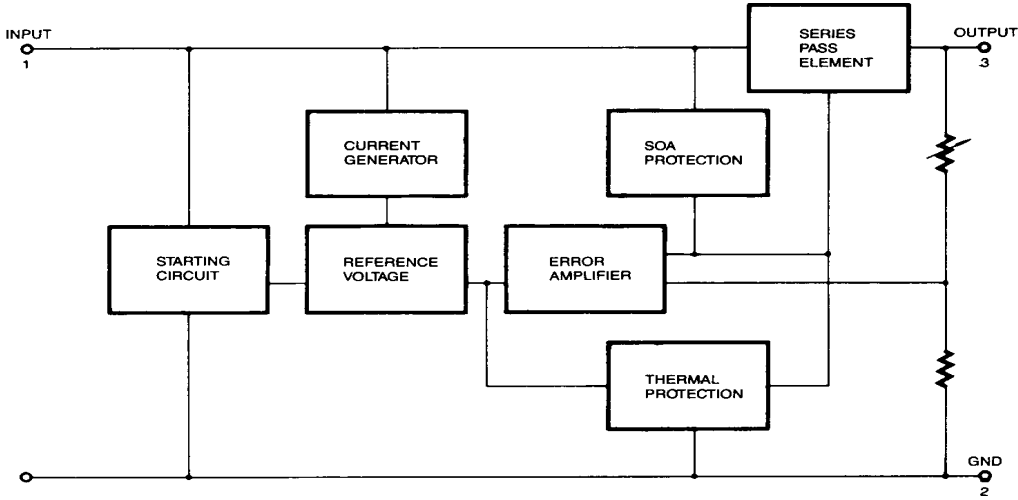 INPUT
1
SERIES
PASS
ELEMENT
OUTPUT
3
CURRENT
GENERATOR
SOA
PROTECTION
STARTING
CIRCUIT
REFERENCE
VOLTAGE
ERROR
AMPLIFIER
THERMAL
PROTECTION
GND
2